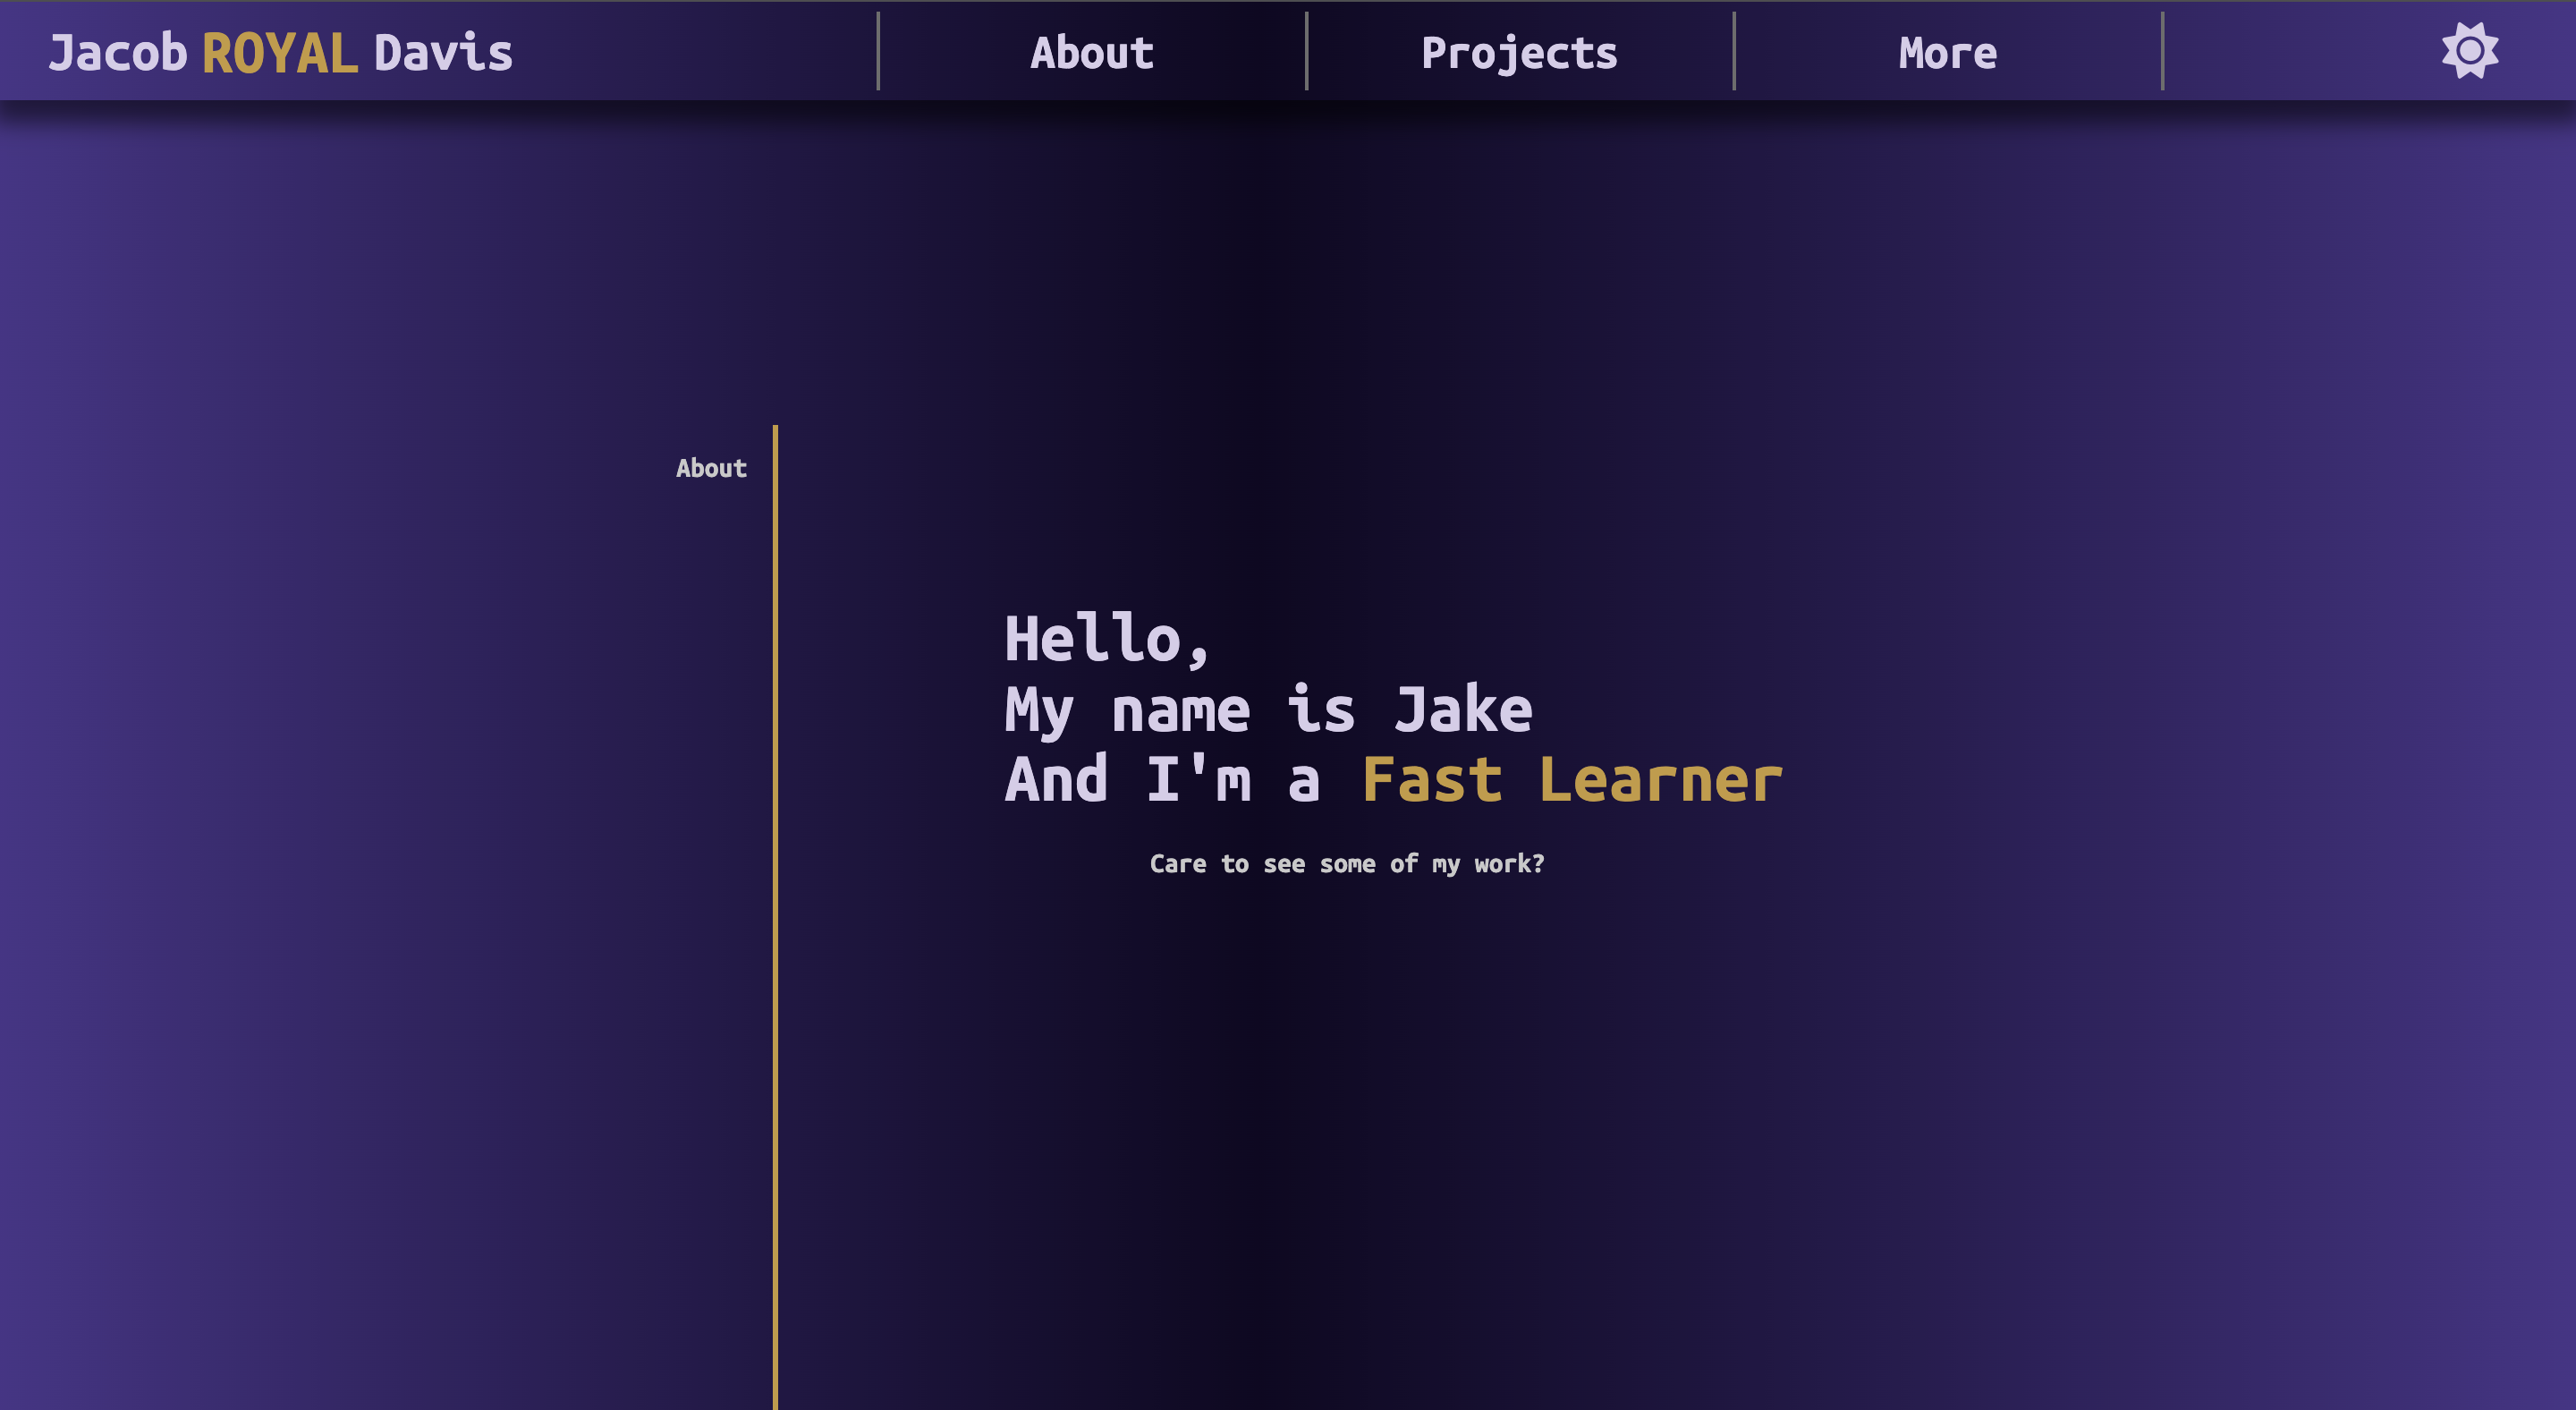 Jacob ROYAL Davis
About
Projects
More
About
Hello,
My name is Jake
And I'm a Fast Learner
Care to see some of my work?